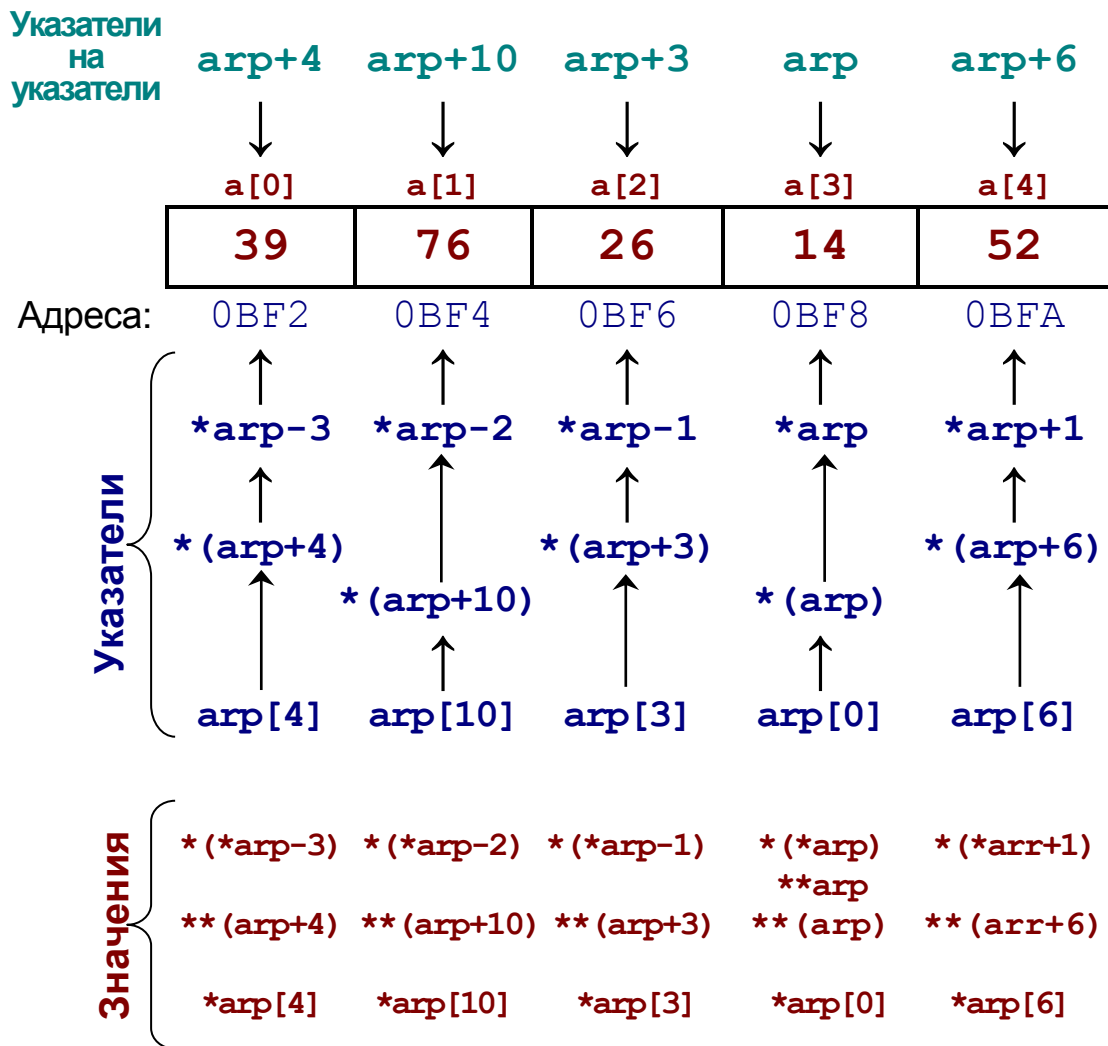 Указатели
на
указатели
arp+4 arp+10 arp+3 arp arp+6
a[0] a[1] a[2] a[3] a[4]
39 76 26 14 52
Адреса: 0BF2 0BF4 0BF6 0BF8 0BFA
Указатели
*arp-3 *arp-2 *arp-1 *arp *arp+1
*(arp+4) *(arp+3) *(arp+6)
*(arp+10) *(arp)
arp[4] arp[10] arp[3] arp[0] arp[6]
Значения
*(*arp-3) *(*arp-2) *(*arp-1) *(*arp) *(*arr+1)
**arp
**(arp+4) **(arp+10) **(arp+3) **(arp) **(arr+6)
*arp[4] *arp[10] *arp[3] *arp[0] *arp[6]